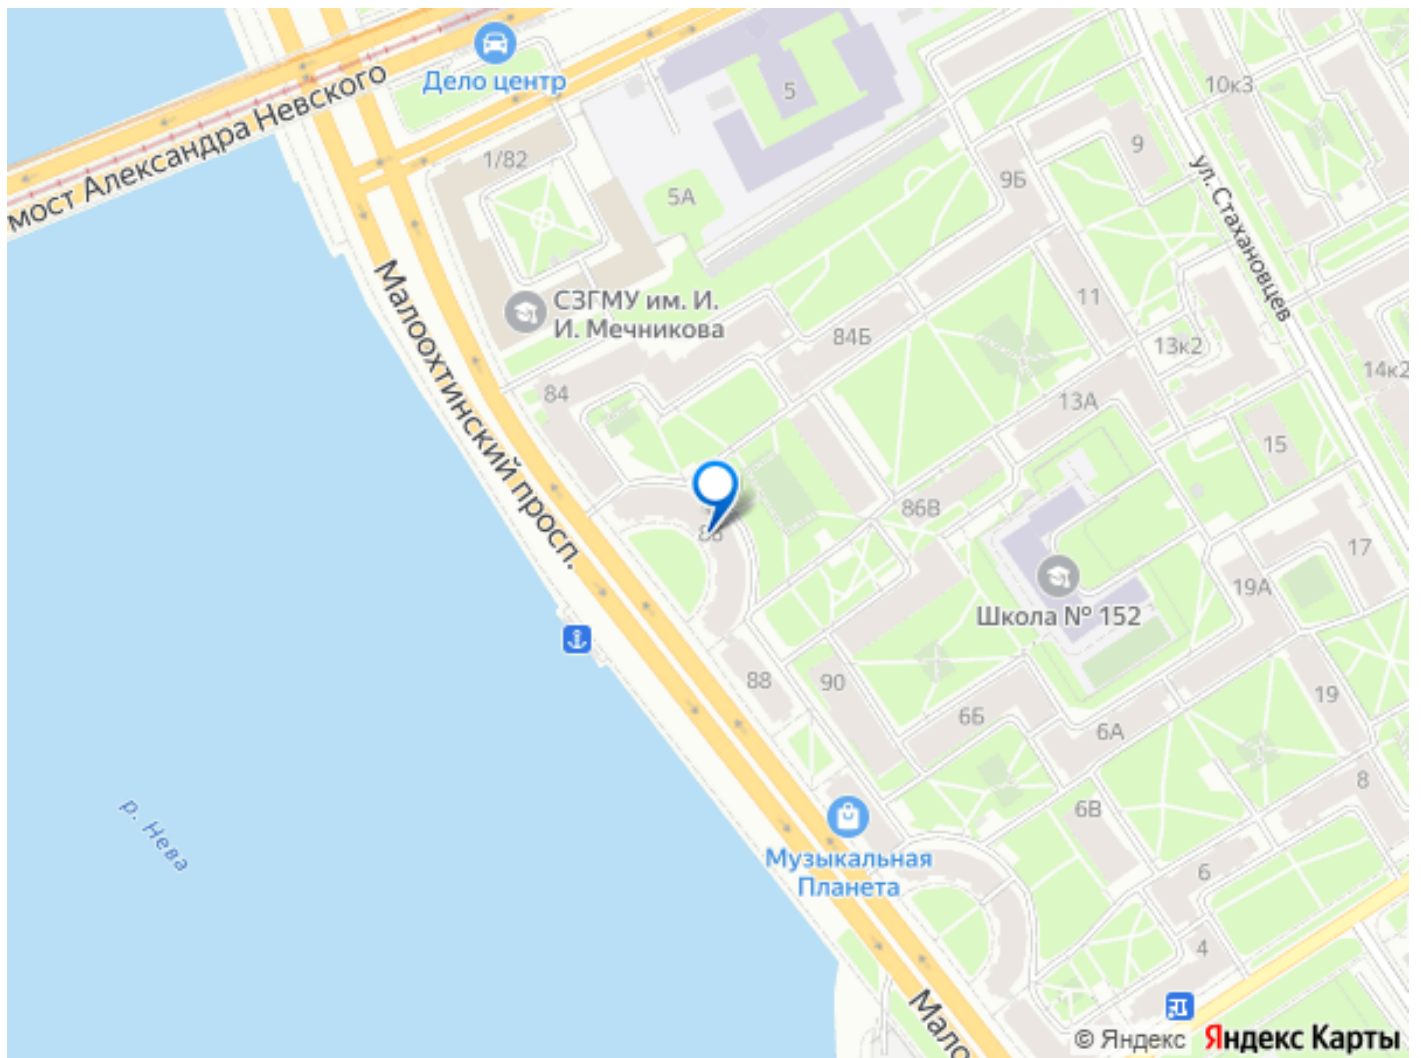 Дело центр
мост Александра Невского
5
10к3
1/82
9
ул. Стахановцев
9Б
5А
Малоохтинский просп.
СЗГМУ им. И.
И. Мечникова
11
84Б
13к2
14к2
84
13А
15
86В
17
Школа № 152
19А
88
90
6Б
6А
19
р. Нева
8
6В
Музыкальная
Планета
6
4
Мало
© Яндекс
Яндекс Карты